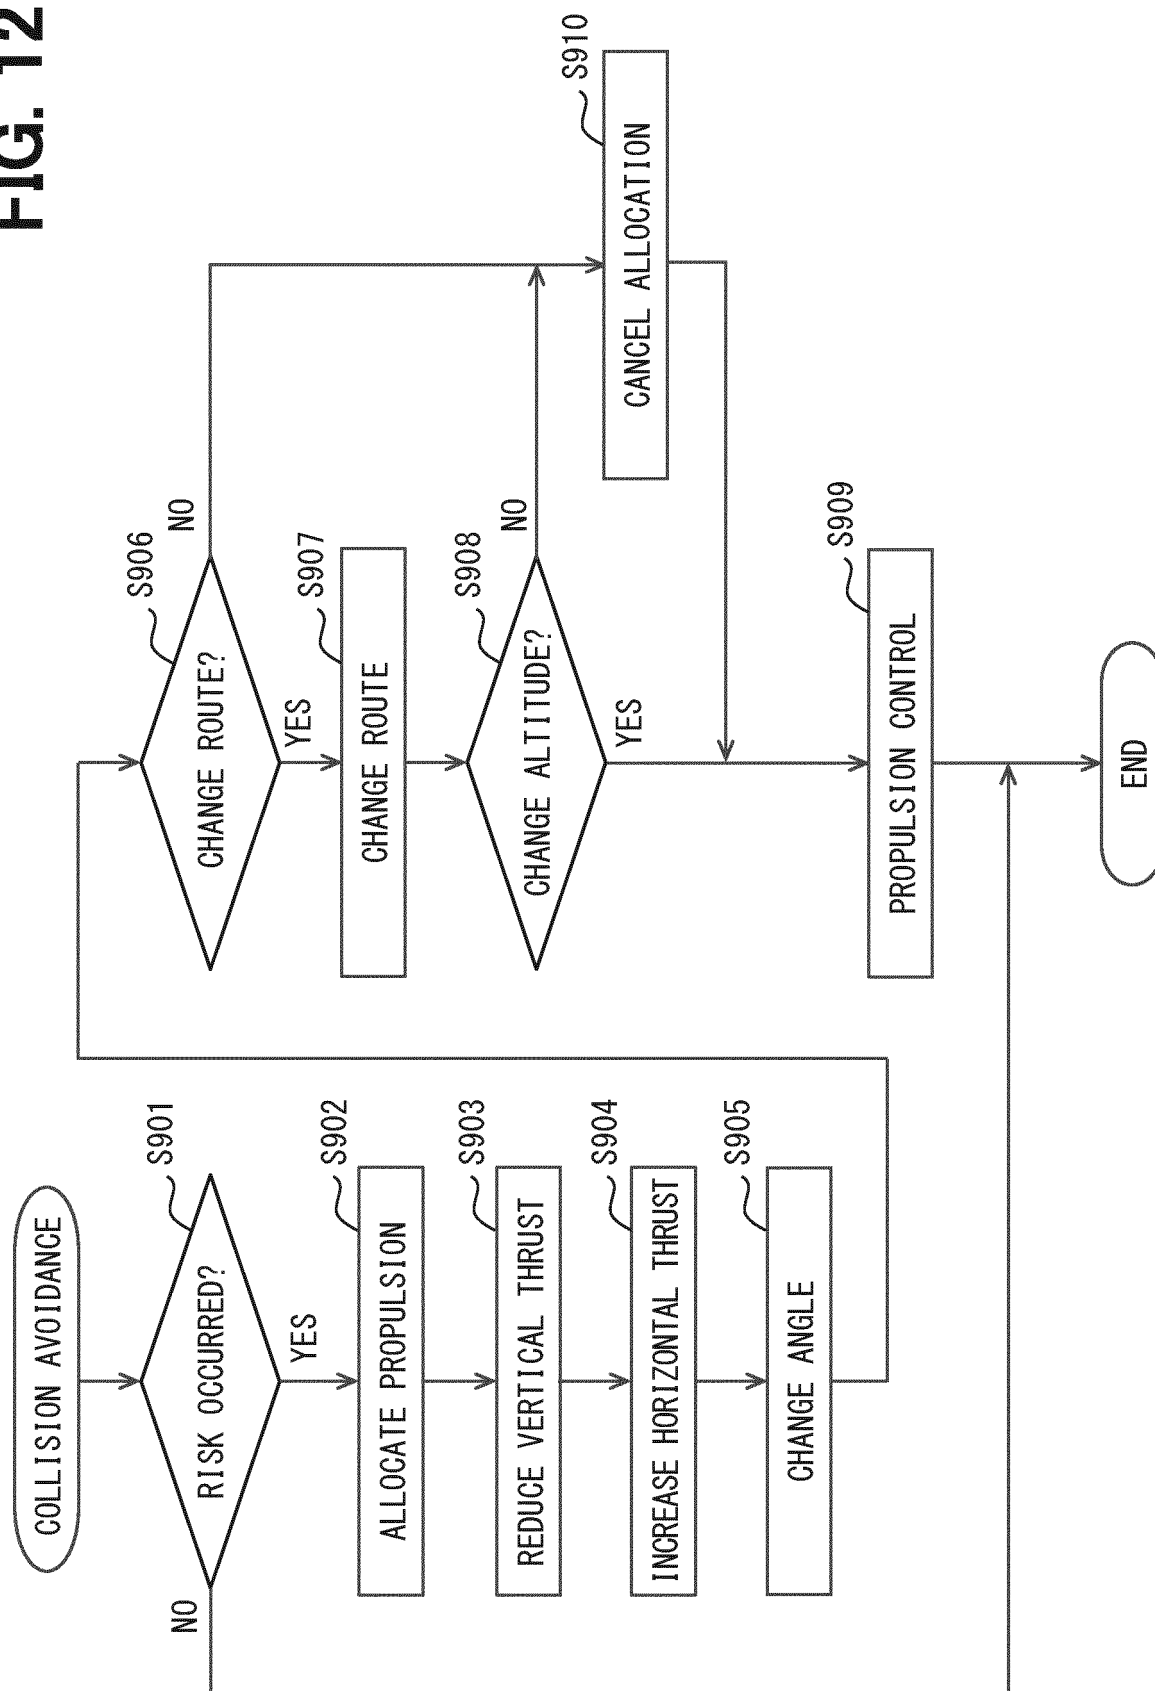 FIG. 12
COLLISION AVOIDANCE
S901
RISK OCCURRED?
NO
YES
S902
ALLOCATE PROPULSION
S903
REDUCE VERTICAL THRUST
S904
INCREASE HORIZONTAL THRUST
S905
CHANGE ANGLE
S906
CHANGE ROUTE?
NO
YES
S907
CHANGE ROUTE
S908
CHANGE ALTITUDE?
NO
YES
S910
CANCEL ALLOCATION
S909
PROPULSION CONTROL
END